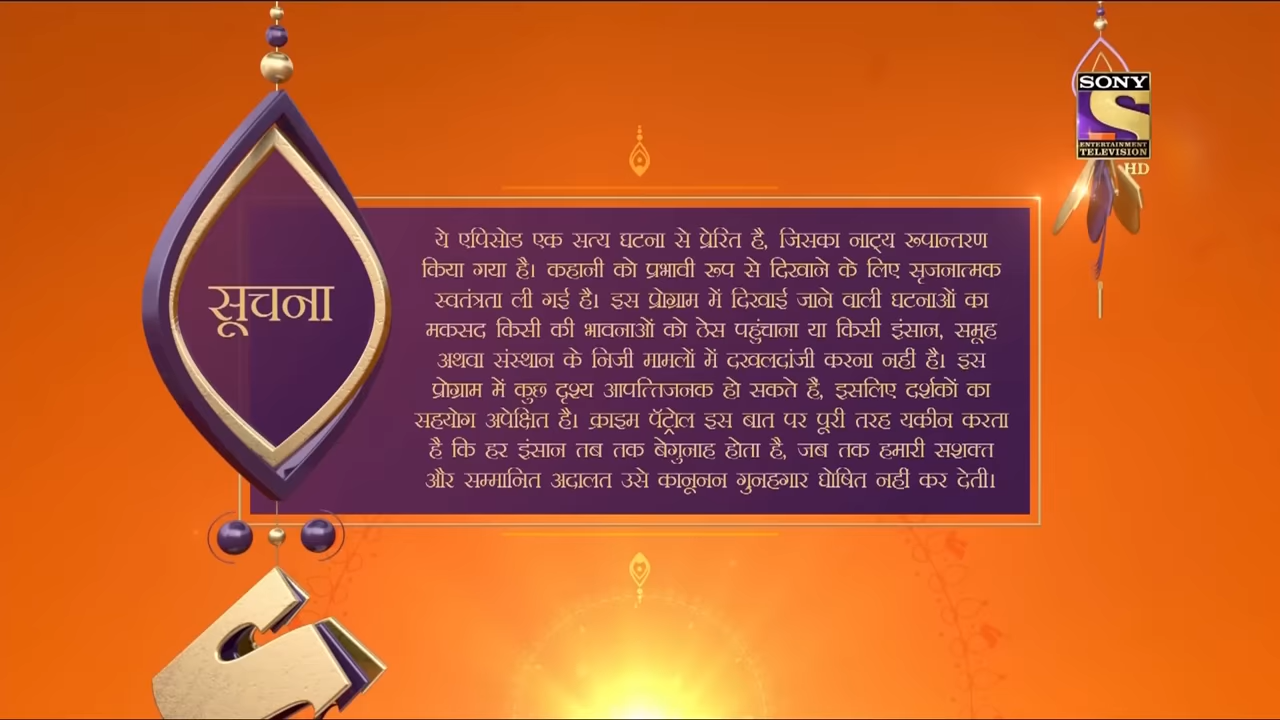 सूचना
ये एपिसोड एक सत्य घटना से प्रेरित है, जिसका नाट्य रूपान्तरण
किया गया है। कहानी को प्रभावी रूप से दिखाने के लिए सृजनात्मक
स्वतंत्रता ली गई है। इस प्रोग्राम में दिखाई जाने वाली घटनाओं का
मकसद किसी की भावनाओं को ठेस पहुंचाना या किसी इंसान, समूह
अथवा संस्थान के निजी मामलों में दखलदांजी करना नहीं है। इस
प्रोग्राम में कुछ दृश्य आपत्तिजनक हो सकते हैं, इसलिए दर्शकों का
सहयोग अपेक्षित है। क्राइम पॅट्रोल इस बात पर पूरी तरह यकीन करता
है कि हर इंसान तब तक बेगुनाह होता है, जब तक हमारी सशक्त
और सम्मानित अदालत उसे कानूनन गुनहगार घोषित नहीं कर देती।
SONY
ENTERTAINMENT
TELEVISION
HD